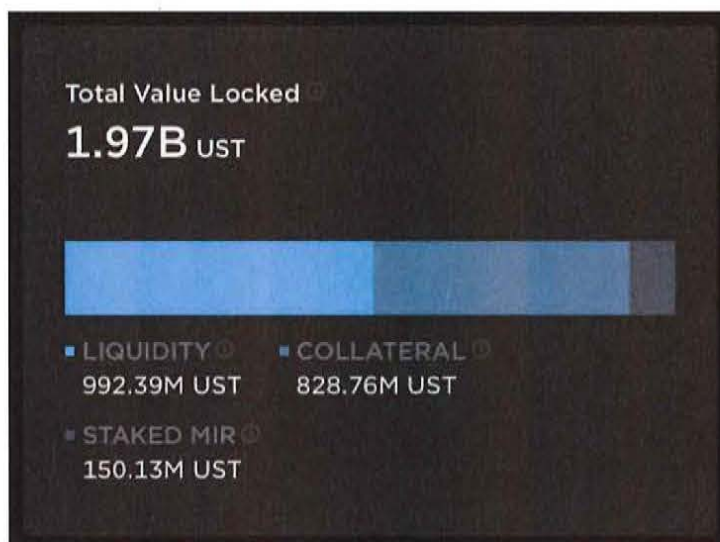 Total Value Locked
1.97B UST
LIQUIDITY COLLATERAL
992.39M UST 828.76M UST
STAKED MIR
150.13M UST